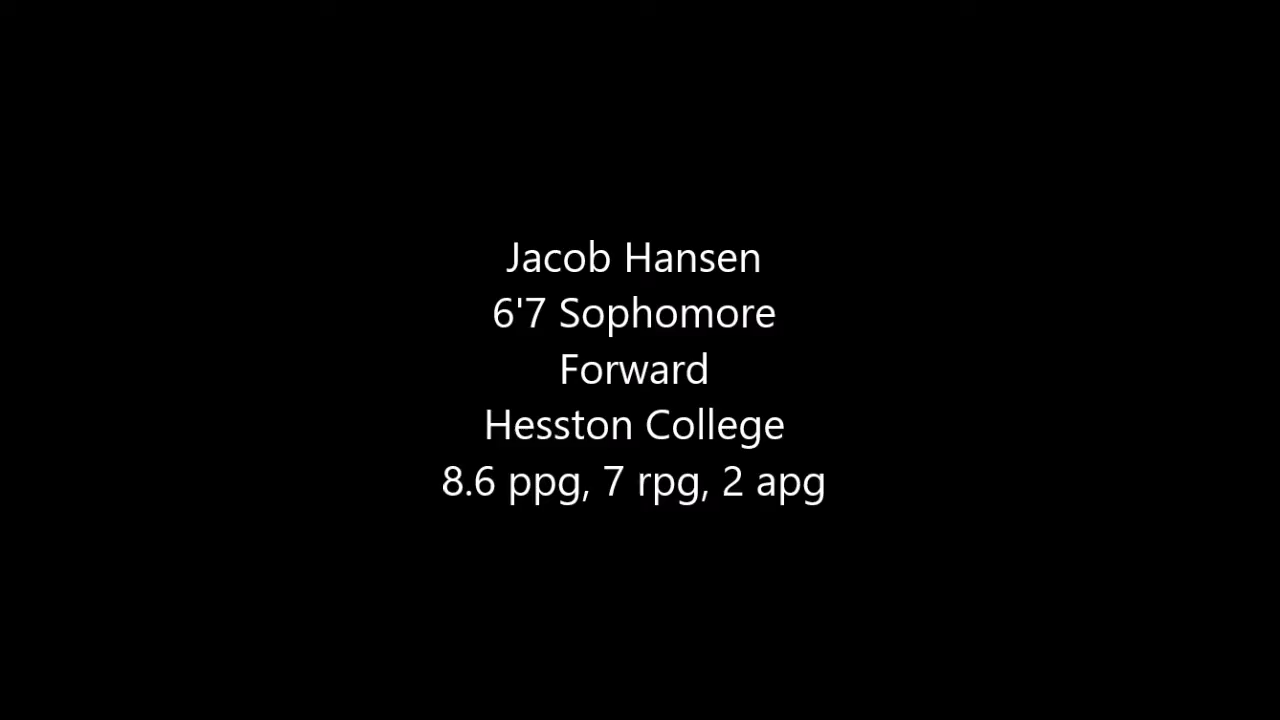 Jacob Hansen
6'7 Sophomore
Forward
Hesston College
8.6 ppg, 7 rpg, 2 apg